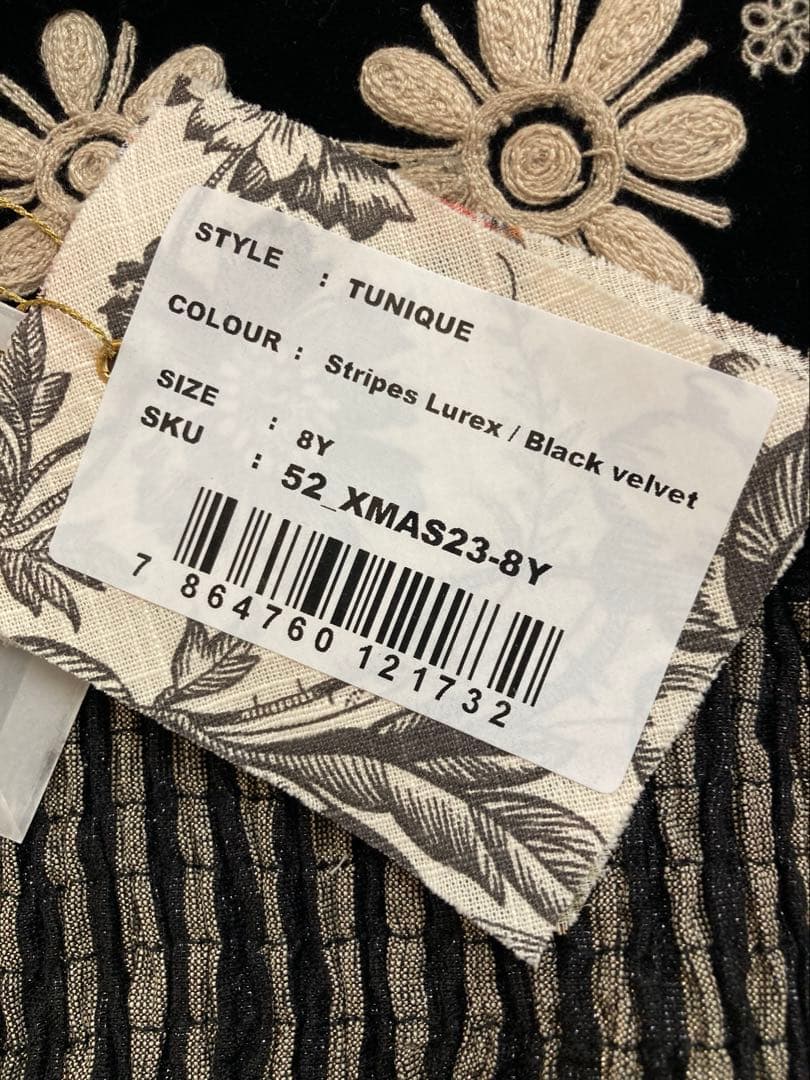 STYLE : TUNIQUE
COLOUR : Stripes Lurex / Black velvet
SIZE : 8Y
SKU : 52_XMAS23-8Y
7 864760 121732